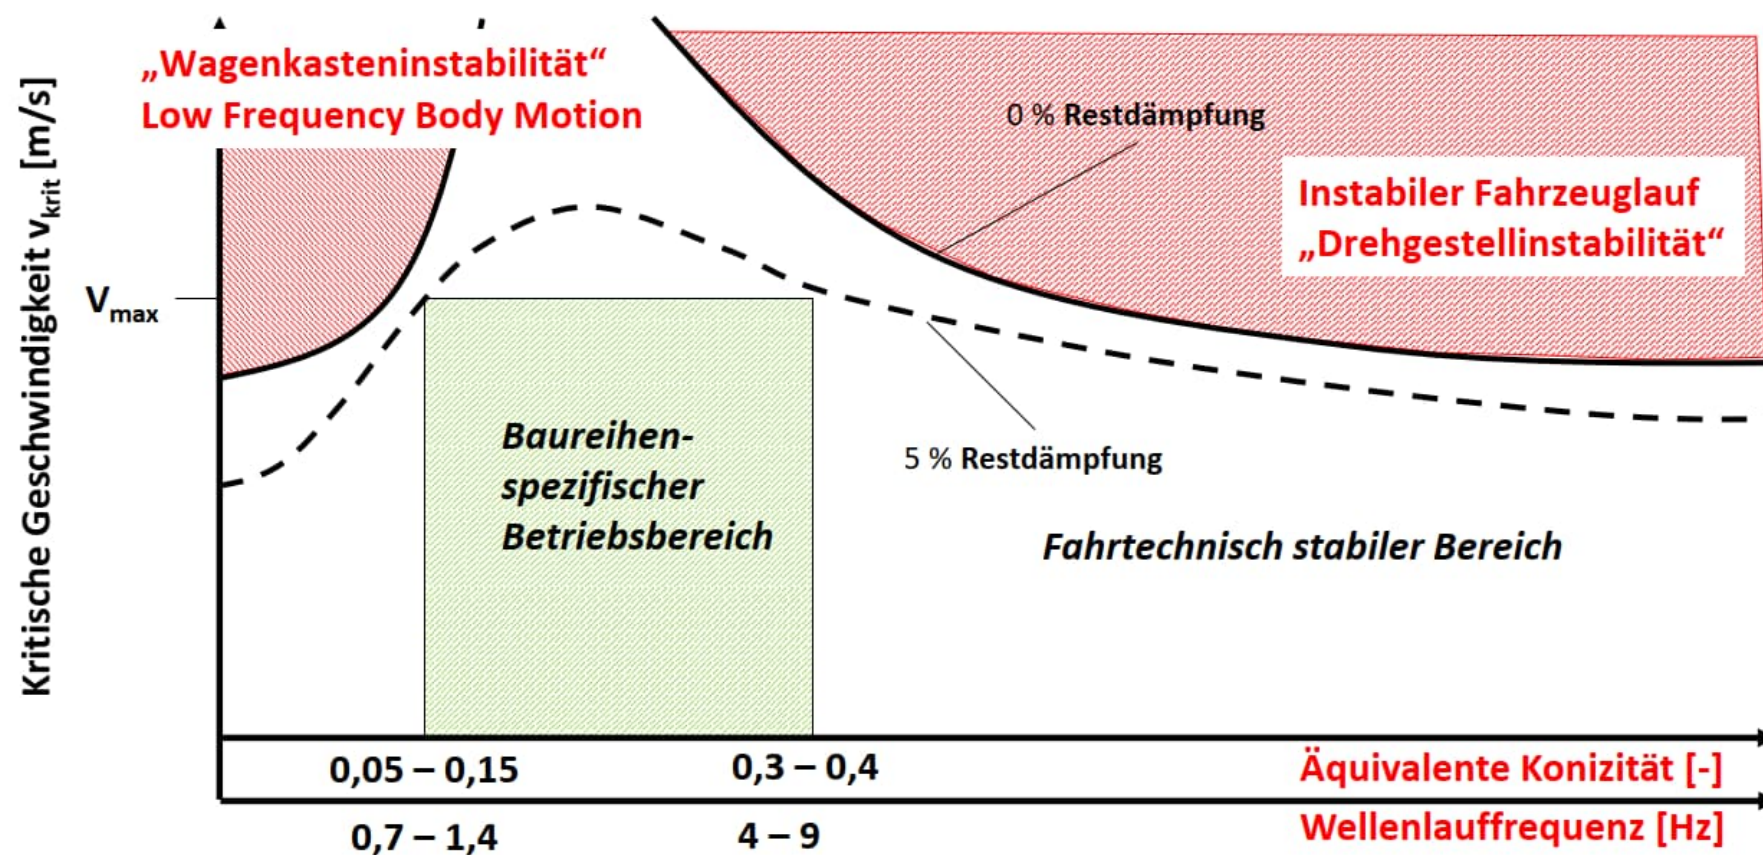 „Wagenkasteninstabilität“
Low Frequency Body Motion
Kritische Geschwindigkeit vkrit [m/s]
Vmax
0 % Restdämpfung
Instabiler Fahrzeuglauf
„Drehgestellinstabilität“
Baureihen-
spezifischer
Betriebsbereich
5 % Restdämpfung
Fahrtechnisch stabiler Bereich
0,05 – 0,15
0,3 – 0,4
Äquivalente Konizität [-]
0,7 – 1,4
4 – 9
Wellenlauffrequenz [Hz]